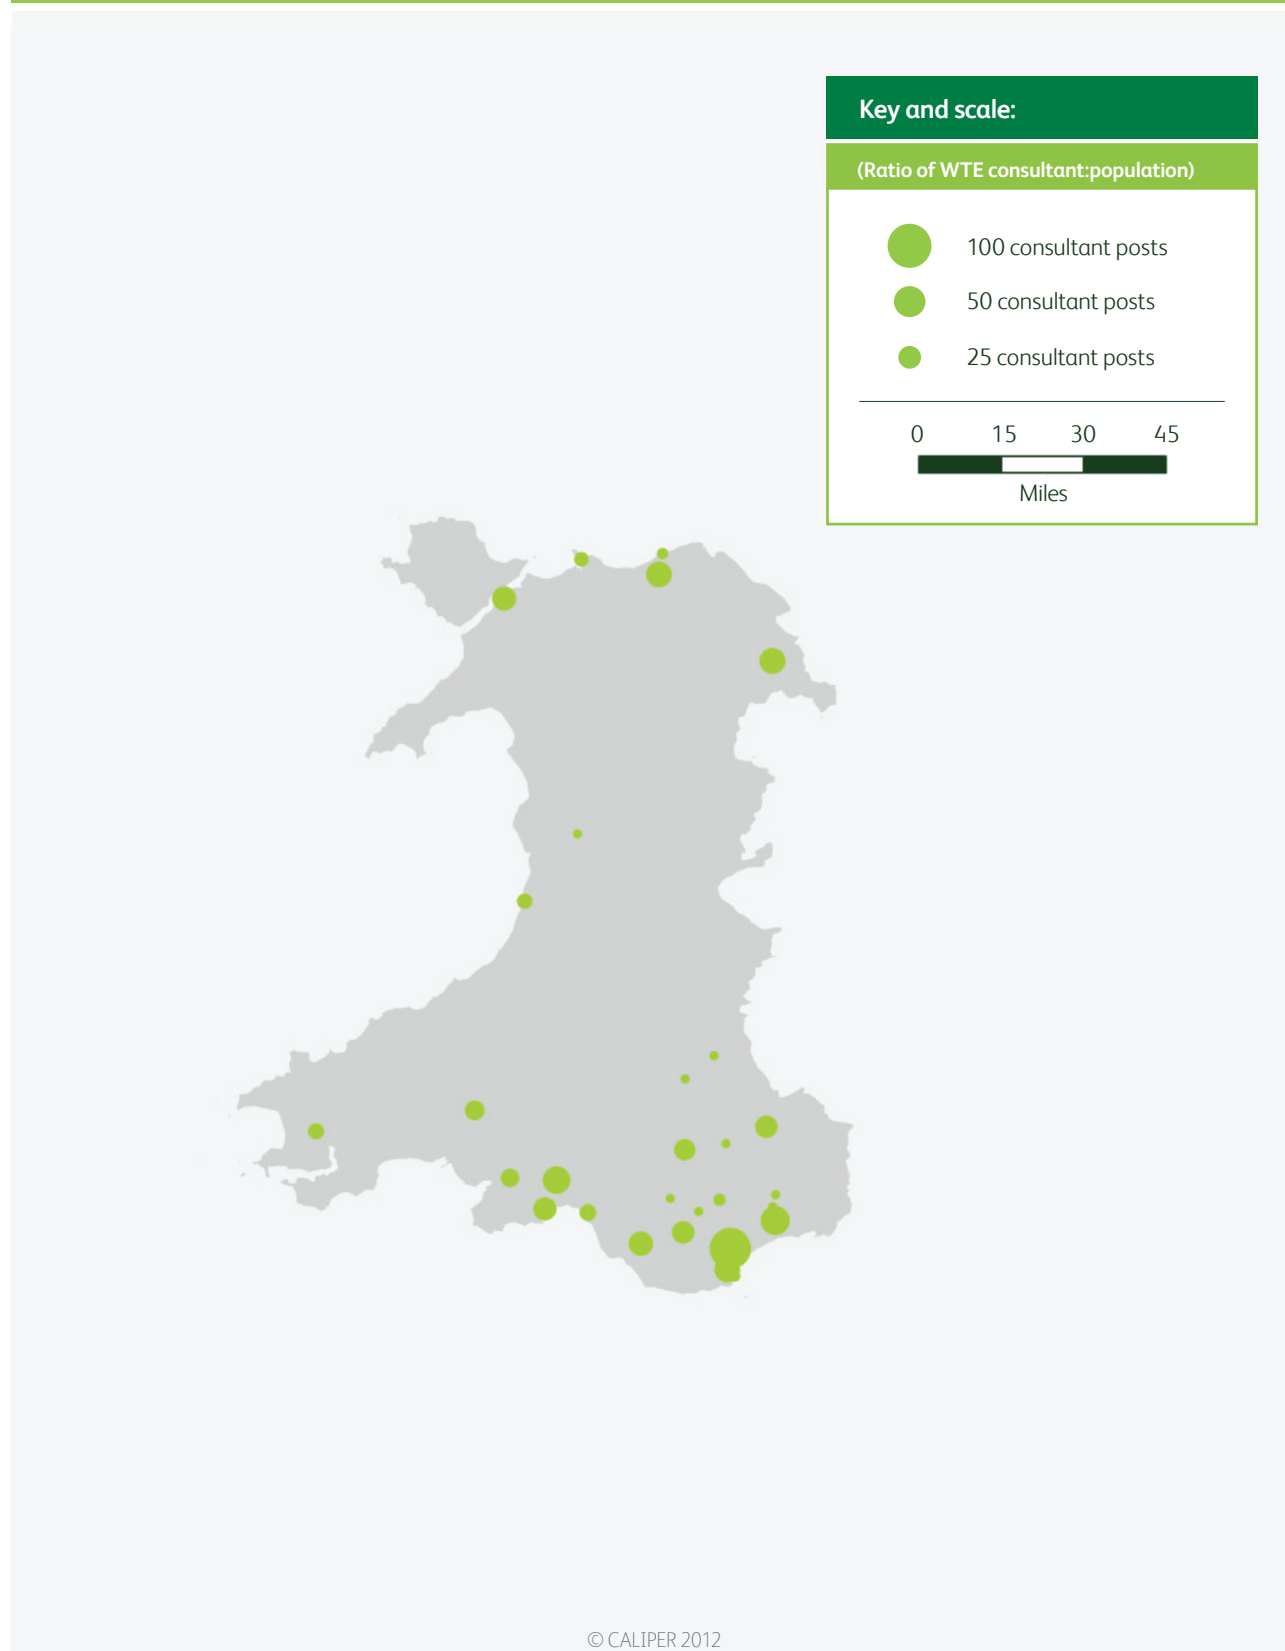 Key and scale:
(Ratio of WTE consultant:population)
100 consultant posts
50 consultant posts
25 consultant posts
0 15 30 45
Miles
© CALIPER 2012